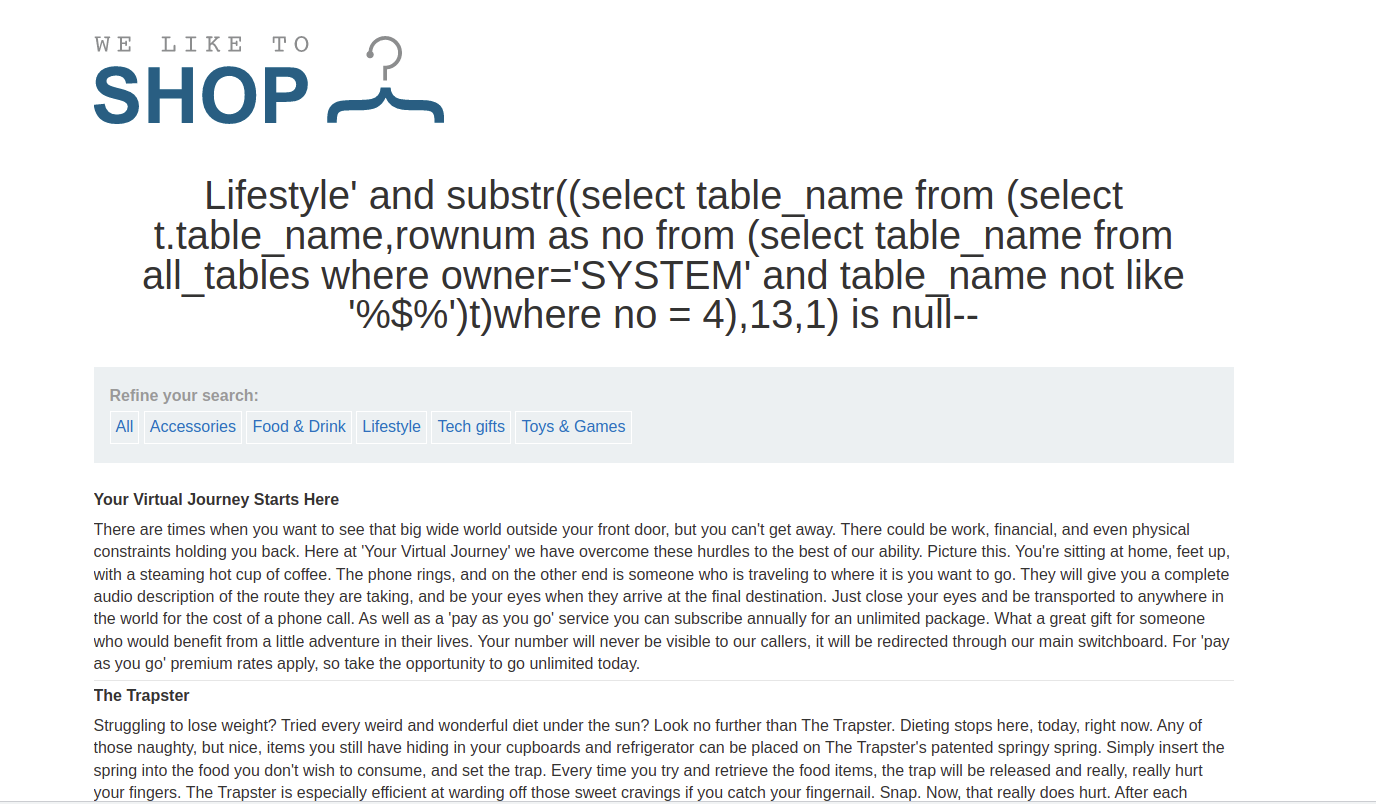 WE LIKE TO
SHOP
Lifestyle' and substr((select table_name from (select
t.table_name,rownum as no from (select table_name from
all_tables where owner='SYSTEM' and table_name not like
'%$%')t)where no = 4),13,1) is null--
Refine your search:
All Accessories Food & Drink Lifestyle Tech gifts Toys & Games
Your Virtual Journey Starts Here
There are times when you want to see that big wide world outside your front door, but you can't get away. There could be work, financial, and even physical
constraints holding you back. Here at 'Your Virtual Journey' we have overcome these hurdles to the best of our ability. Picture this. You're sitting at home, feet up,
with a steaming hot cup of coffee. The phone rings, and on the other end is someone who is traveling to where it is you want to go. They will give you a complete
audio description of the route they are taking, and be your eyes when they arrive at the final destination. Just close your eyes and be transported to anywhere in
the world for the cost of a phone call. As well as a 'pay as you go' service you can subscribe annually for an unlimited package. What a great gift for someone
who would benefit from a little adventure in their lives. Your number will never be visible to our callers, it will be redirected through our main switchboard. For 'pay
as you go' premium rates apply, so take the opportunity to go unlimited today.
The Trapster
Struggling to lose weight? Tried every weird and wonderful diet under the sun? Look no further than The Trapster. Dieting stops here, today, right now. Any of
those naughty, but nice, items you still have hiding in your cupboards and refrigerator can be placed on The Trapster's patented springy spring. Simply insert the
spring into the food you don't wish to consume, and set the trap. Every time you try and retrieve the food items, the trap will be released and really, really hurt
your fingers. The Trapster is especially efficient at warding off those sweet cravings if you catch your fingernail. Snap. Now, that really does hurt. After each